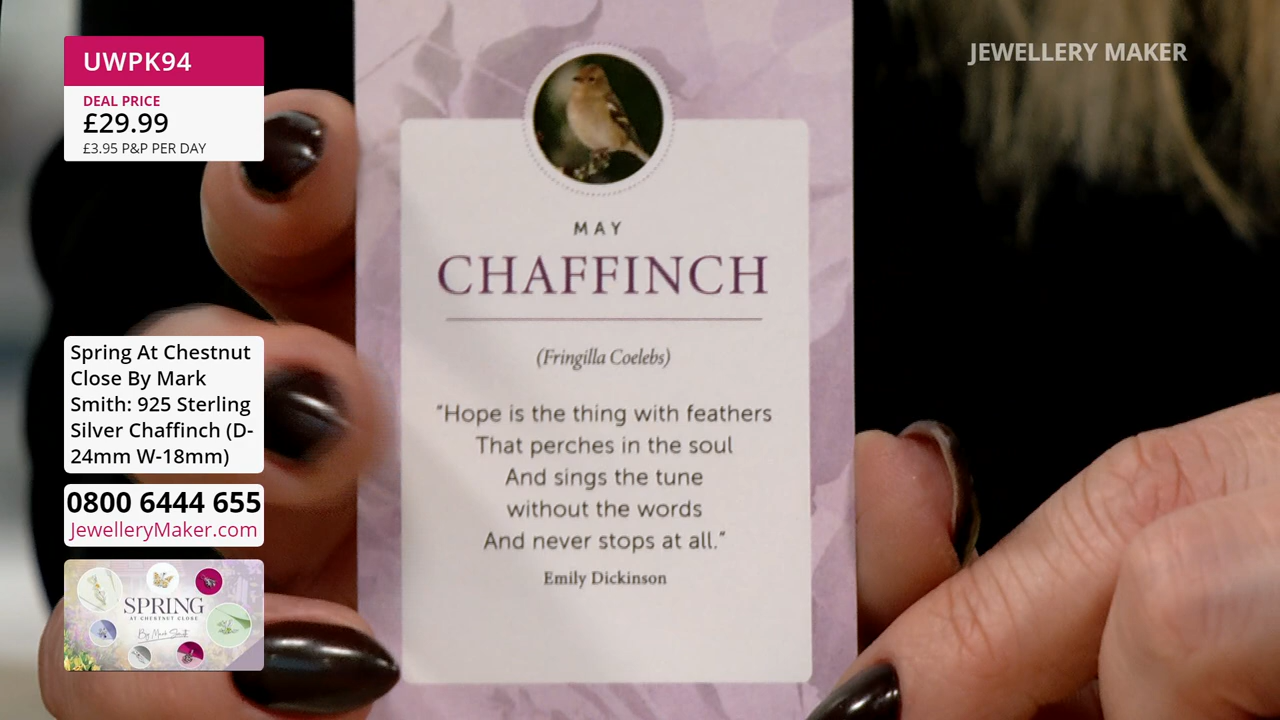 UWPK94
DEAL PRICE
£29.99
£3.95 P&P PER DAY
JEWELLERY MAKER
MAY
CHAFFINCH
(Fringilla Coelebs)
“Hope is the thing with feathers
That perches in the soul
And sings the tune
without the words
And never stops at all.”
Emily Dickinson
Spring At Chestnut
Close By Mark
Smith: 925 Sterling
Silver Chaffinch (D-
24mm W-18mm)
0800 6444 655
JewelleryMaker.com
SPRING
AT CHESTNUT CLOSE
By Mark Smith